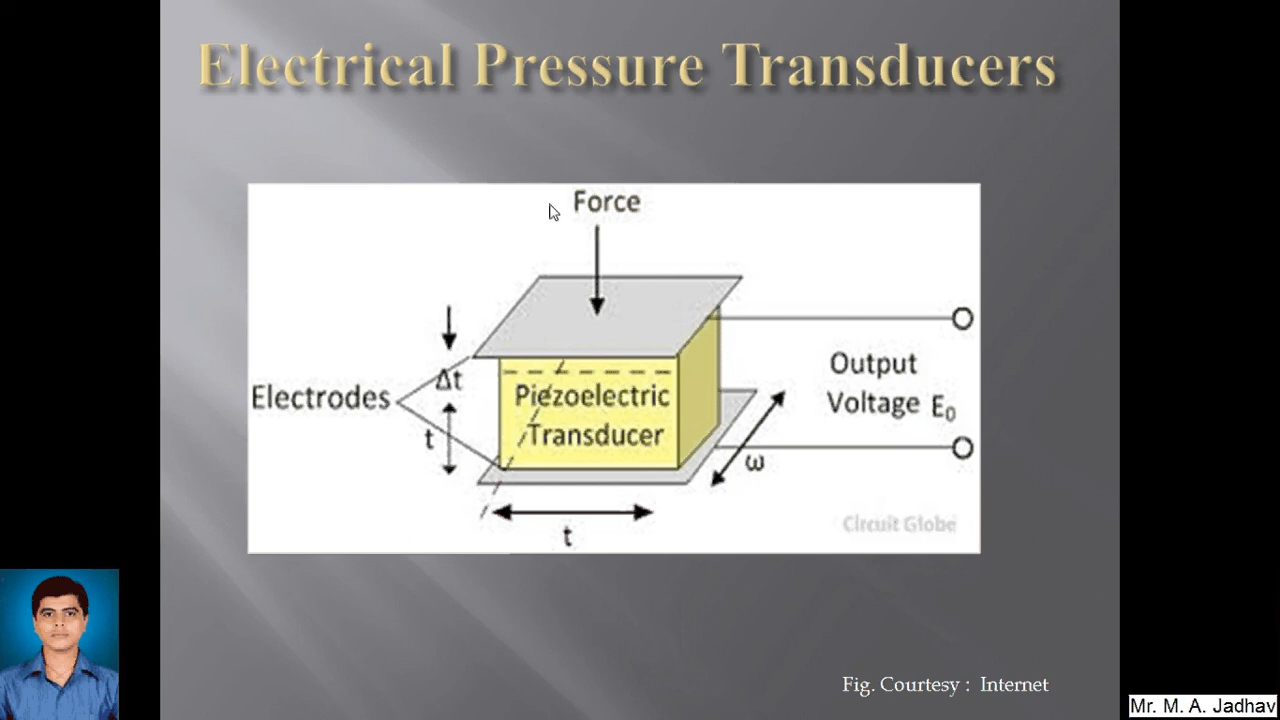 Electrical Pressure Transducers
Force
Δt
Electrodes
t
Piezoelectric
Transducer
Output
Voltage E₀
ω
t
Circuit Globe
Fig. Courtesy : Internet
Mr. M. A. Jadhav